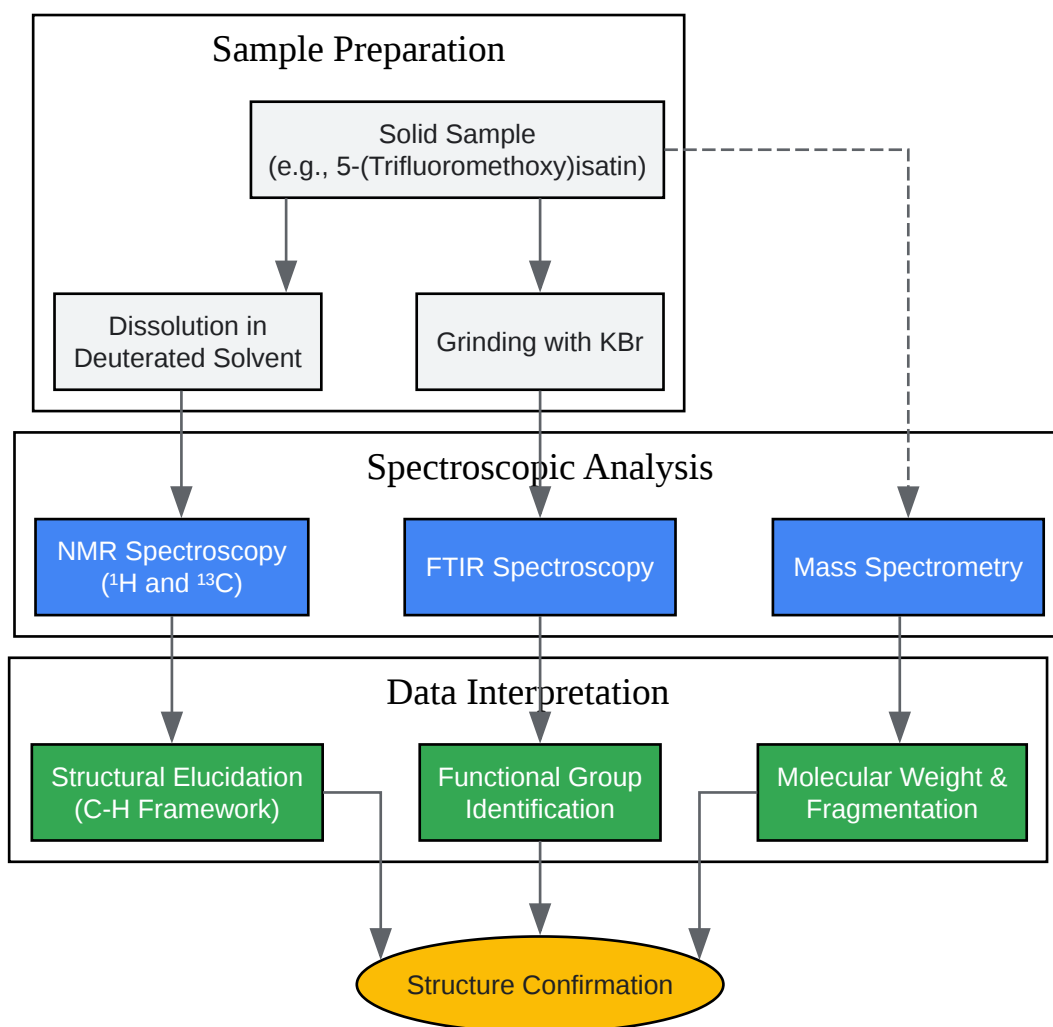 Sample Preparation
Solid Sample
(e.g., 5-(Trifluoromethoxy)isatin)
Dissolution in
Deuterated Solvent
Grinding with KBr
Spectroscopic Analysis
NMR Spectroscopy
(¹H and ¹³C)
FTIR Spectroscopy
Mass Spectrometry
Data Interpretation
Structural Elucidation
(C-H Framework)
Functional Group
Identification
Molecular Weight &
Fragmentation
Structure Confirmation